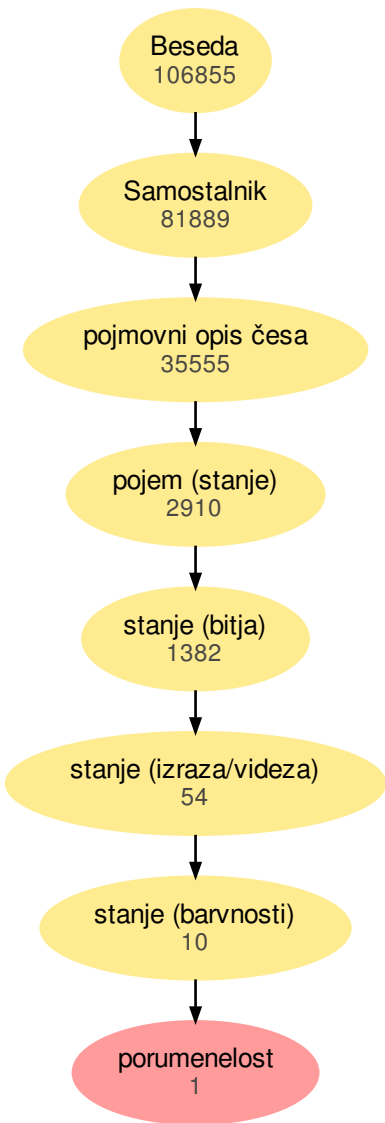 Beseda
106855
Samostalnik
81889
pojmovni opis česa
35555
pojem (stanje)
2910
stanje (bitja)
1382
stanje (izraza/videza)
54
stanje (barvnosti)
10
porumenelost
1